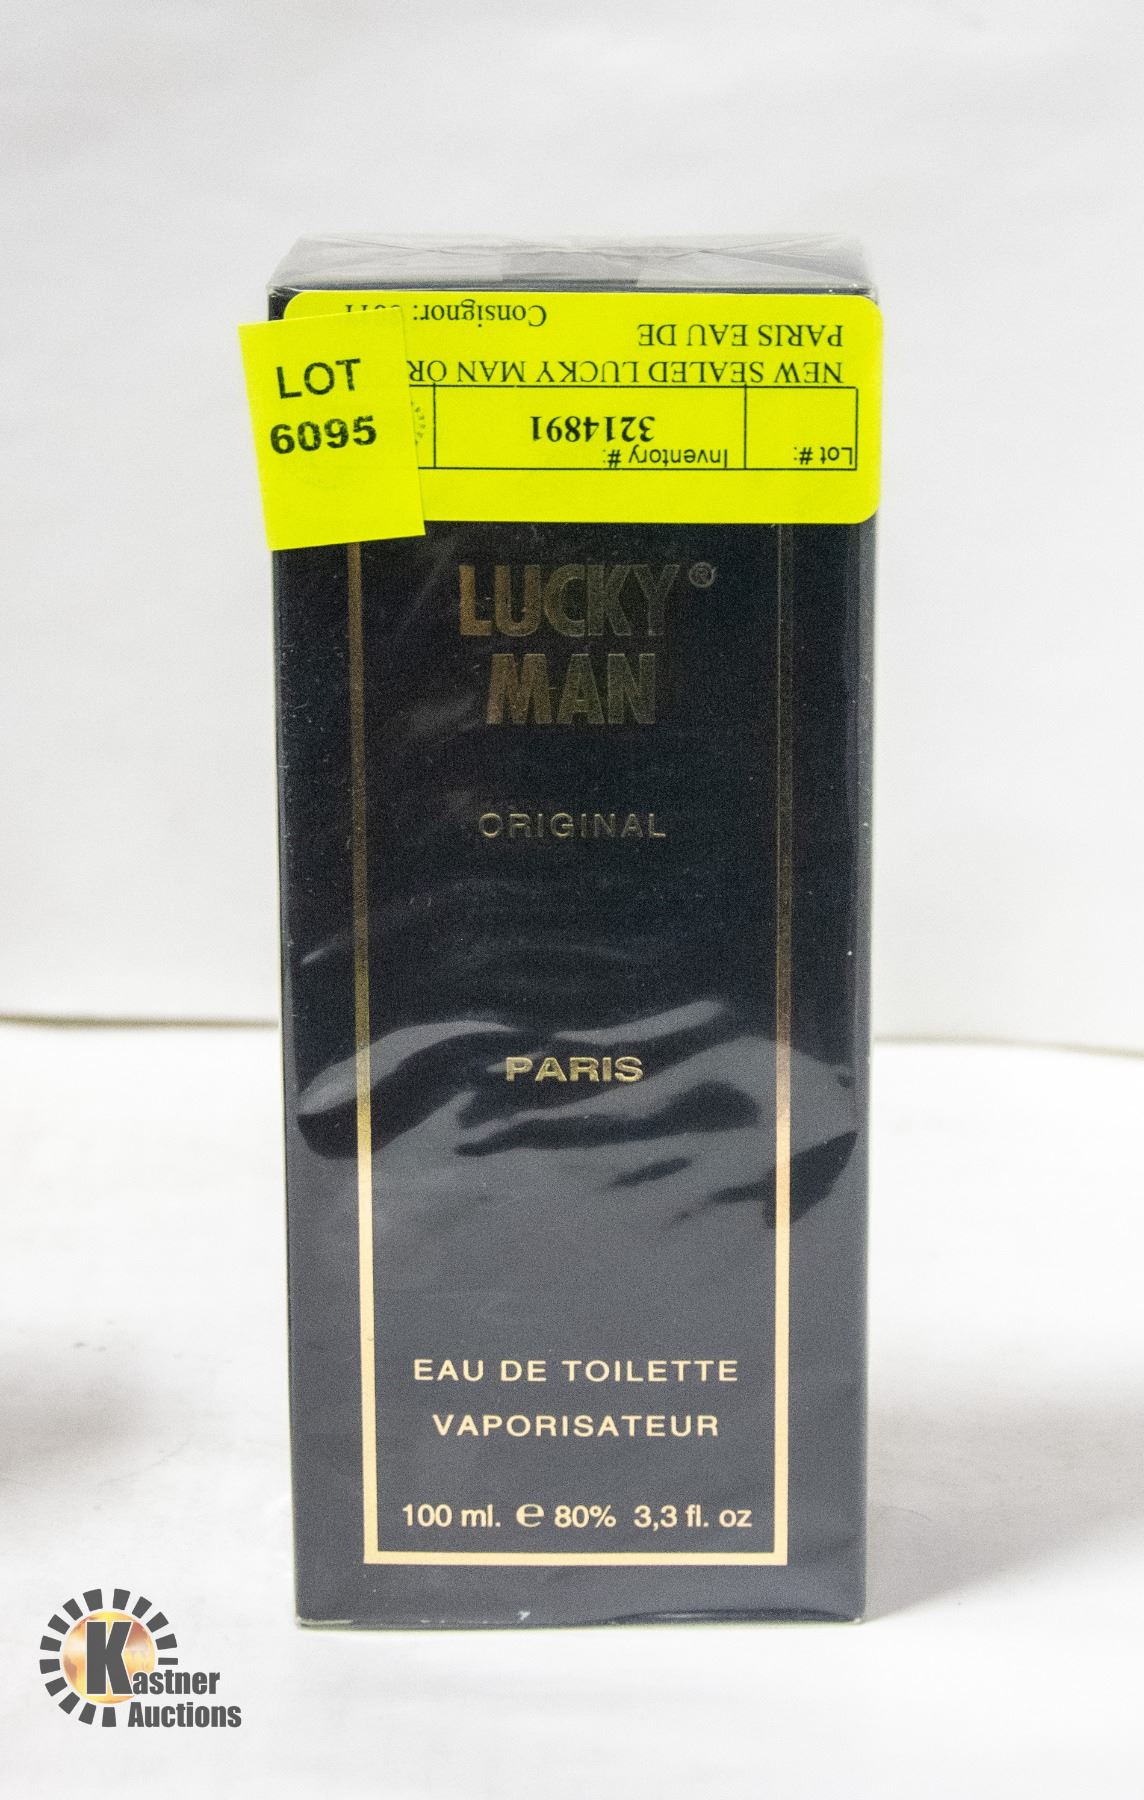 LOT
6095
Lot #:
Inventory #:
3214891
NEW SEALED LUCKY MAN OR
PARIS EAU DE
Consignor:
LUCKY®
MAN
ORIGINAL
PARIS
EAU DE TOILETTE
VAPORISATEUR
100 ml. ℮ 80% 3,3 fl. oz
Kastner
Auctions